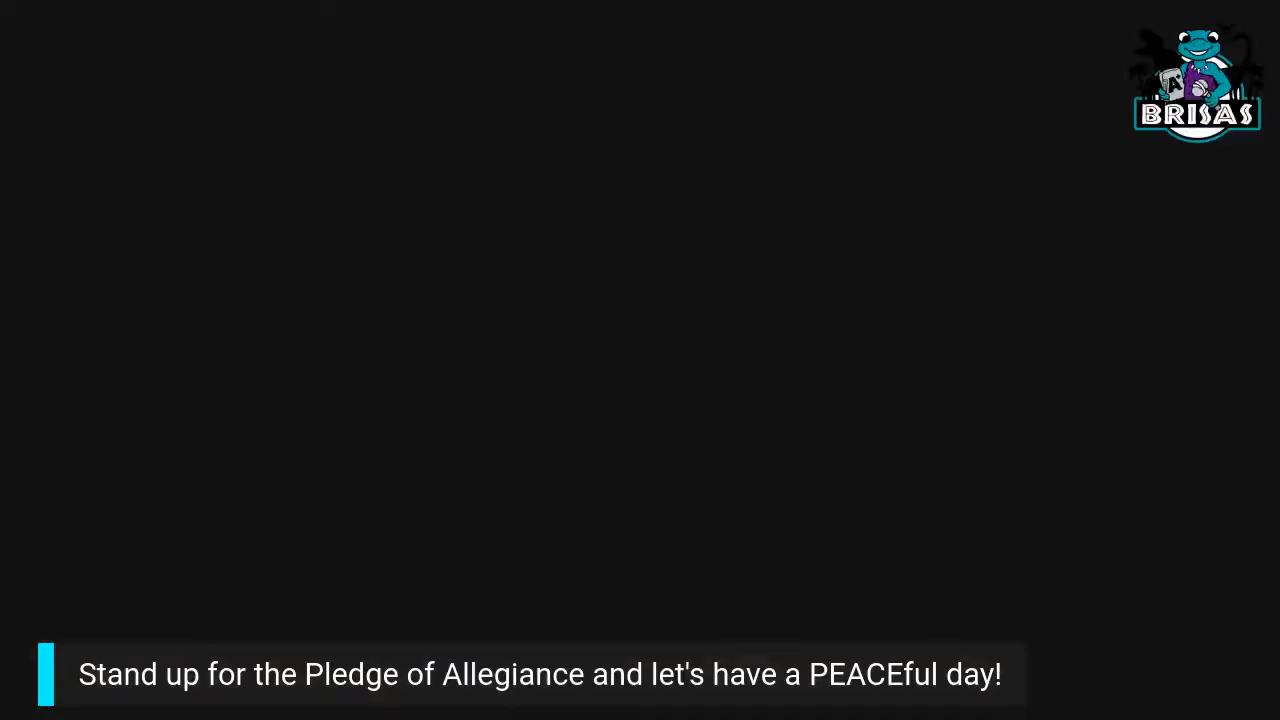 A+
BRISAS
Stand up for the Pledge of Allegiance and let's have a PEACEful day!